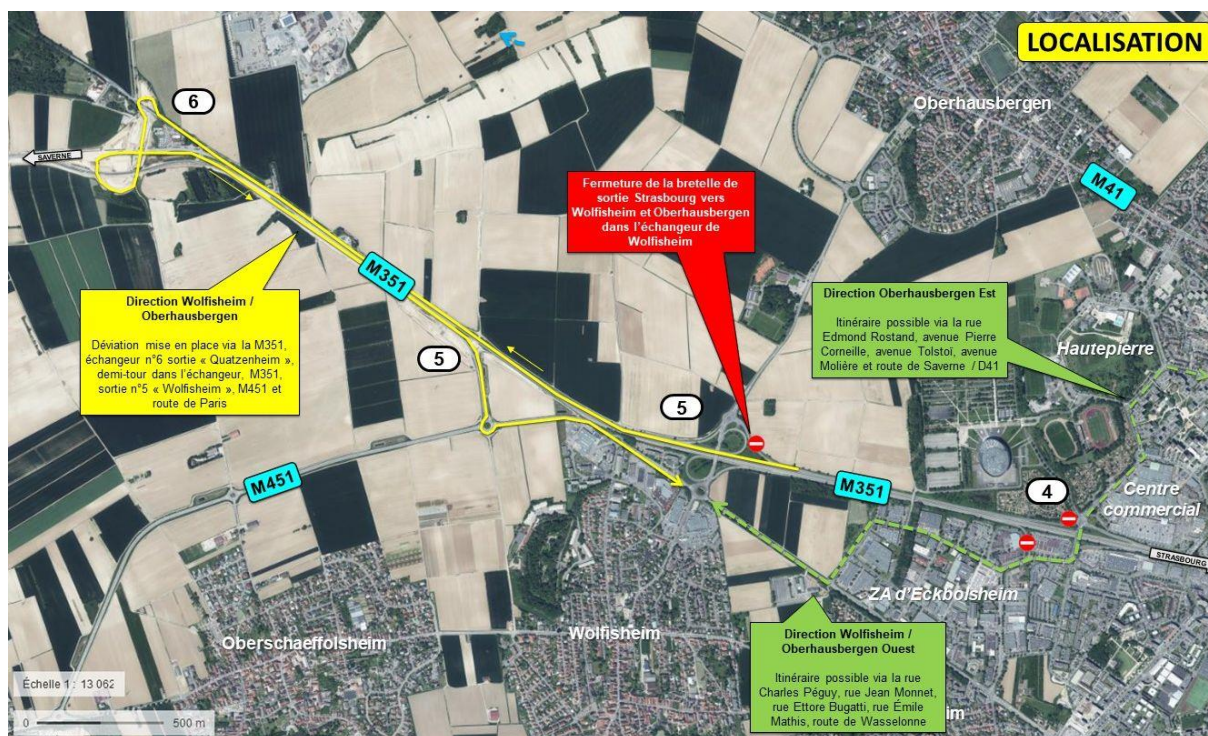 LOCALISATION
6
Oberhausbergen
SAVERNE
Fermeture de la bretelle de
sortie Strasbourg vers
Wolfisheim et Oberhausbergen
dans l'échangeur de
Wolfisheim
M41
M351
Direction Wolfisheim /
Oberhausbergen
Déviation mise en place via la M351,
échangeur n°6 sortie « Quatzenheim »,
demi-tour dans l'échangeur, M351,
sortie n°5 « Wolfisheim », M451 et
route de Paris
Direction Oberhausbergen Est
Itinéraire possible via la rue
Edmond Rostand, avenue Pierre
Corneille, avenue Tolstoï, avenue
Molière et route de Saverne / D41
Hautepierre
5
5
M451
M351
4
Centre
commercial
STRASBOURG
ZA d'Eckbolsheim
Oberschaeffolsheim
Wolfisheim
Direction Wolfisheim /
Oberhausbergen Ouest
Itinéraire possible via la rue
Charles Péguy, rue Jean Monnet,
rue Ettore Bugatti, rue Émile
Mathis, route de Wasselonne
Échelle 1 : 13 062
0 500 m